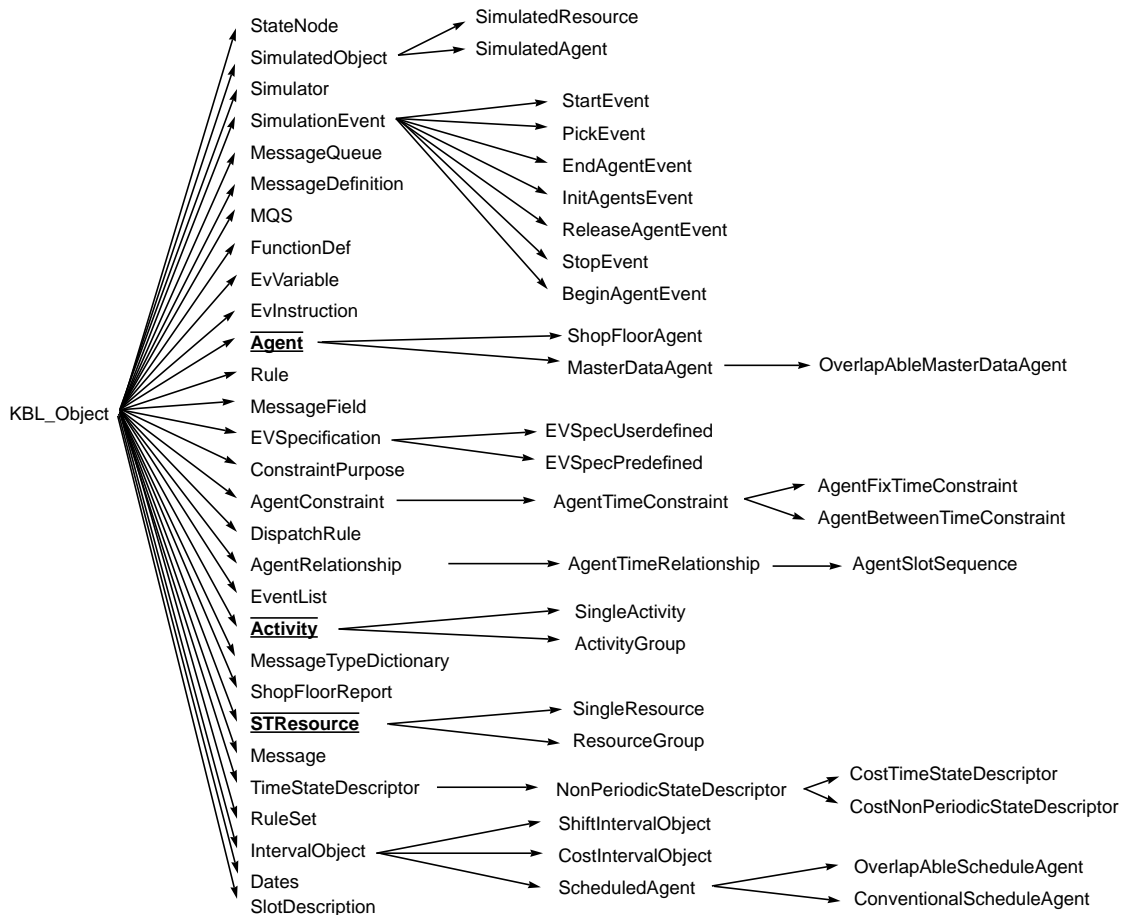 StateNode
SimulatedResource
SimulatedObject
SimulatedAgent
Simulator
SimulationEvent
StartEvent
PickEvent
EndAgentEvent
InitAgentsEvent
ReleaseAgentEvent
StopEvent
BeginAgentEvent
MessageQueue
MessageDefinition
MQS
FunctionDef
EvVariable
EvInstruction
Agent
ShopFloorAgent
MasterDataAgent
OverlapAbleMasterDataAgent
Rule
KBL_Object
MessageField
EVSpecification
EVSpecUserdefined
EVSpecPredefined
ConstraintPurpose
AgentConstraint
AgentTimeConstraint
AgentFixTimeConstraint
AgentBetweenTimeConstraint
DispatchRule
AgentRelationship
AgentTimeRelationship
AgentSlotSequence
EventList
Activity
SingleActivity
ActivityGroup
MessageTypeDictionary
ShopFloorReport
STResource
SingleResource
ResourceGroup
Message
TimeStateDescriptor
NonPeriodicStateDescriptor
CostTimeStateDescriptor
CostNonPeriodicStateDescriptor
RuleSet
IntervalObject
ShiftIntervalObject
CostIntervalObject
ScheduledAgent
OverlapAbleScheduleAgent
ConventionalScheduleAgent
Dates
SlotDescription